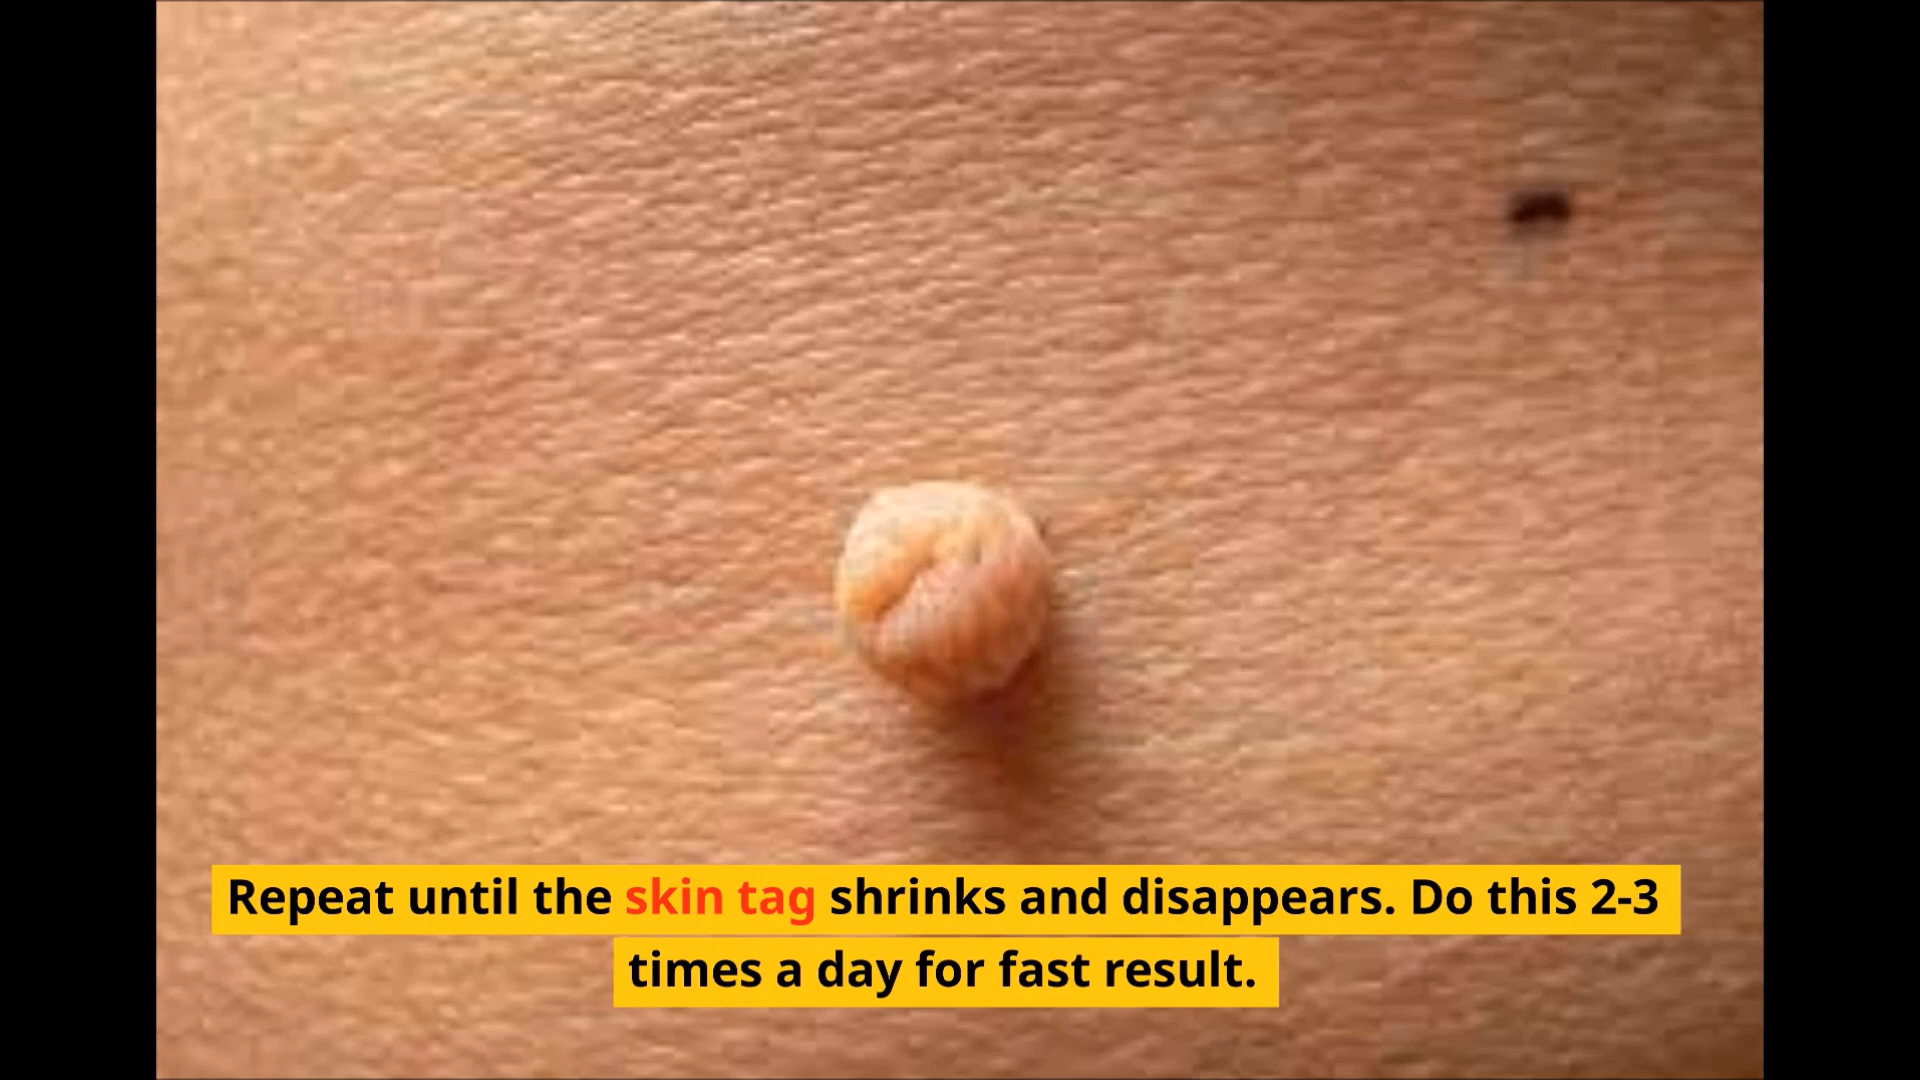 Repeat until the skin tag shrinks and disappears. Do this 2-3
times a day for fast result.